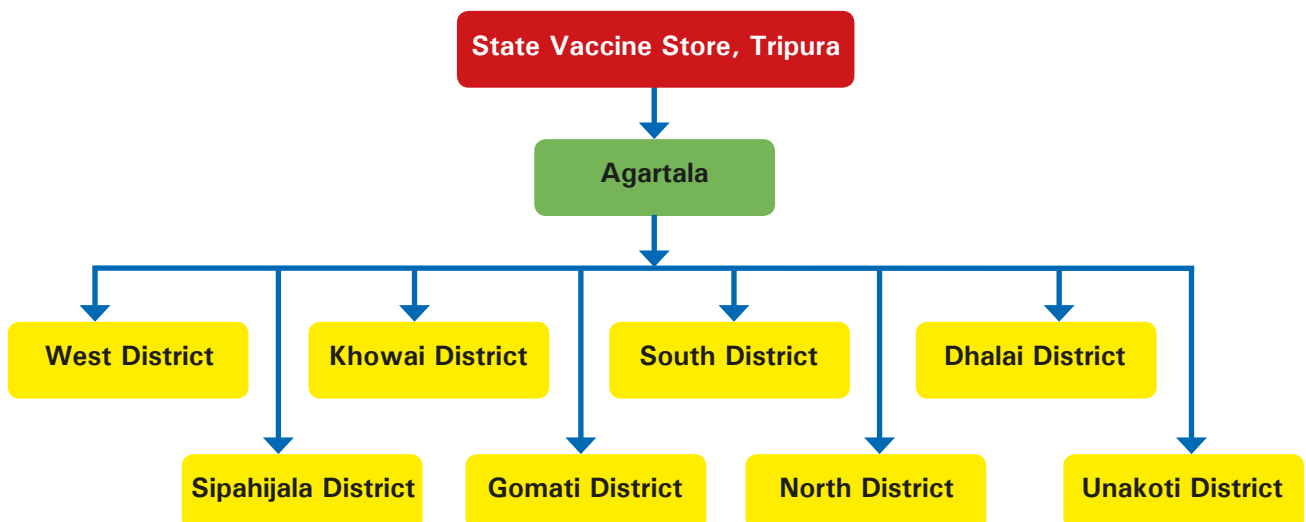 State Vaccine Store, Tripura
Agartala
West District
Khowai District
South District
Dhalai District
Sipahijala District
Gomati District
North District
Unakoti District